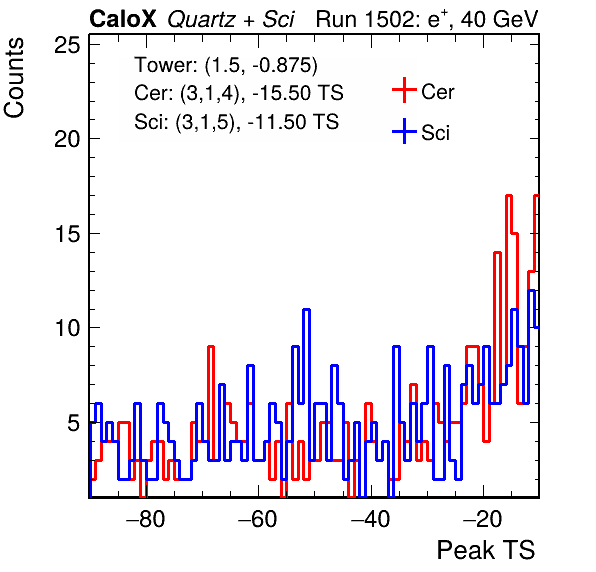 CaloX Quartz + Sci Run 1502: e+, 40 GeV
Counts
25
20
15
10
5
Tower: (1.5, -0.875)
Cer: (3,1,4), -15.50 TS
Sci: (3,1,5), -11.50 TS
Cer
Sci
−80 −60 −40 −20
Peak TS